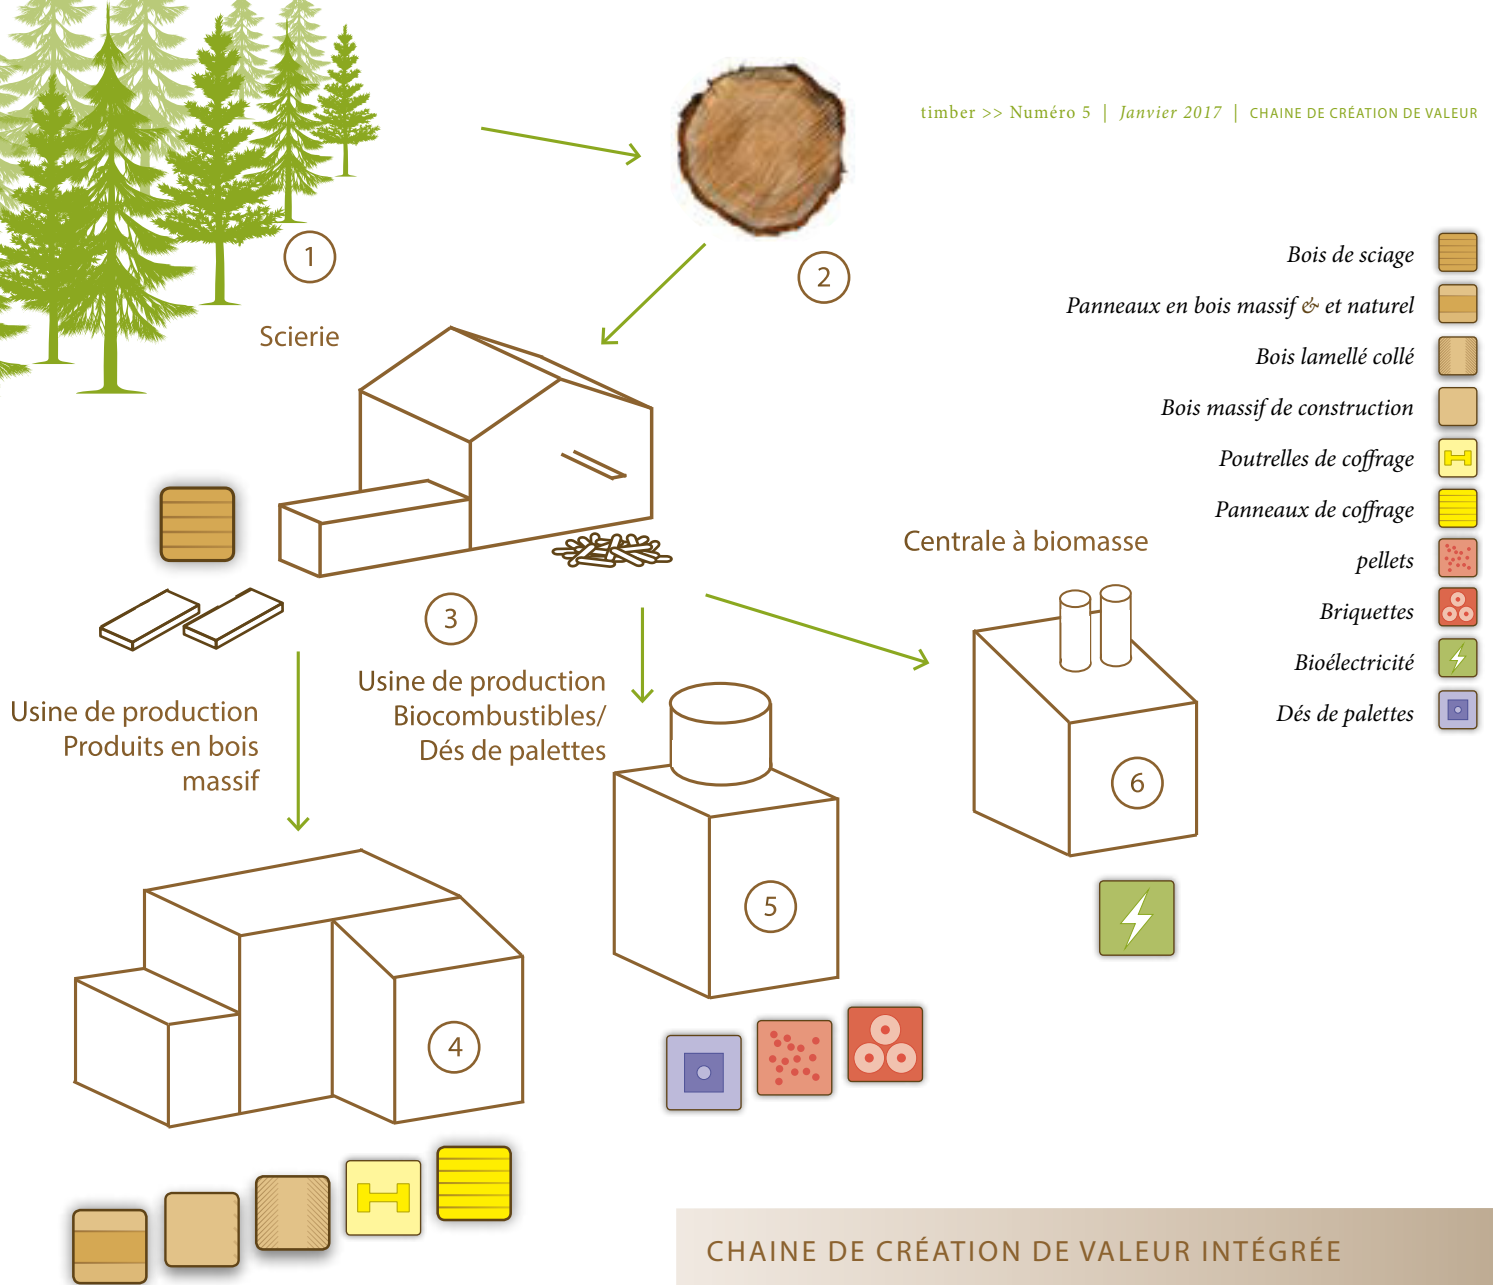 timber >> Numéro 5 | Janvier 2017 | CHAINE DE CRÉATION DE VALEUR
1
2
Scierie
Bois de sciage
Panneaux en bois massif & et naturel
Bois lamellé collé
Bois massif de construction
Poutrelles de coffrage
Panneaux de coffrage
pellets
Briquettes
Bioélectricité
Dés de palettes
Centrale à biomasse
3
Usine de production
Biocombustibles/
Dés de palettes
Usine de production
Produits en bois
massif
6
5
4
CHAINE DE CRÉATION DE VALEUR INTÉGRÉE